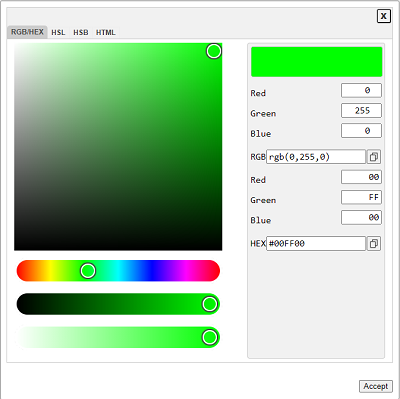 X
RGB/HEX HSL HSB HTML
Red 0
Green 255
Blue 0
RGB rgb(0,255,0)
Red 00
Green FF
Blue 00
HEX #00FF00
Accept